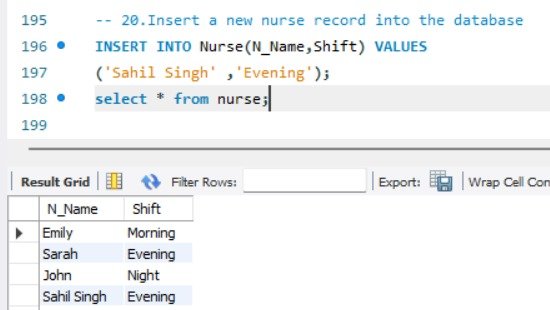 195 -- 20.Insert a new nurse record into the database
196 INSERT INTO Nurse(N_Name,Shift) VALUES
197 ('Sahil Singh' ,'Evening');
198 select * from nurse;
199
Result Grid Filter Rows: Export: Wrap Cell Con
N_Name Shift
Emily Morning
Sarah Evening
John Night
Sahil Singh Evening